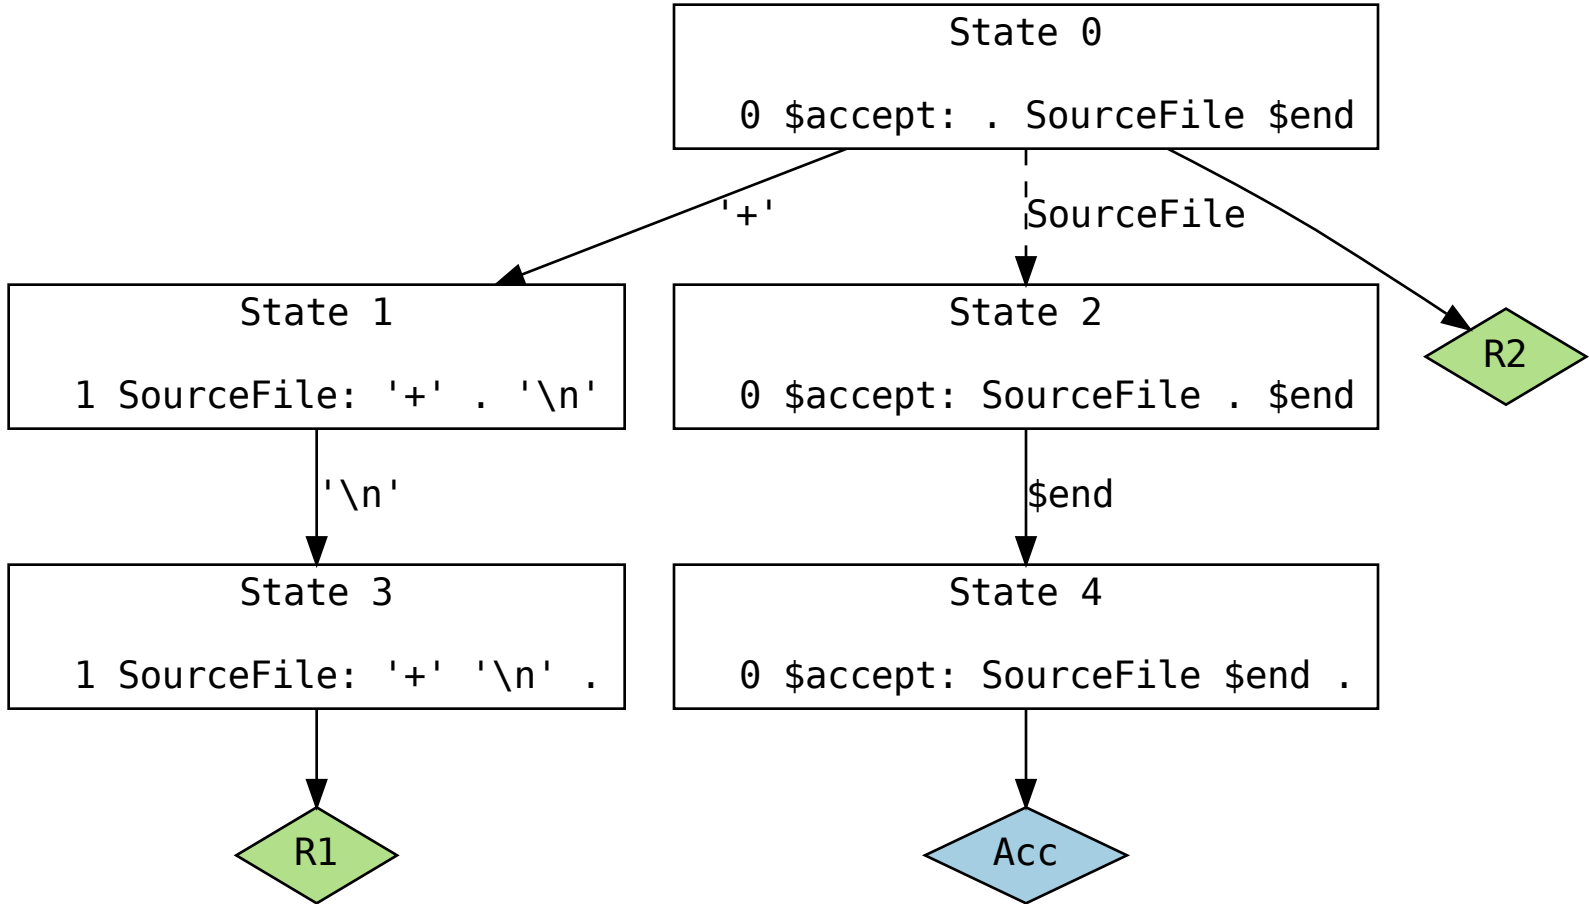 State 0
0 $accept: . SourceFile $end
'+'
SourceFile
State 1
1 SourceFile: '+' . '\n'
State 2
0 $accept: SourceFile . $end
R2
'\n'
$end
State 3
1 SourceFile: '+' '\n' .
State 4
0 $accept: SourceFile $end .
R1
Acc